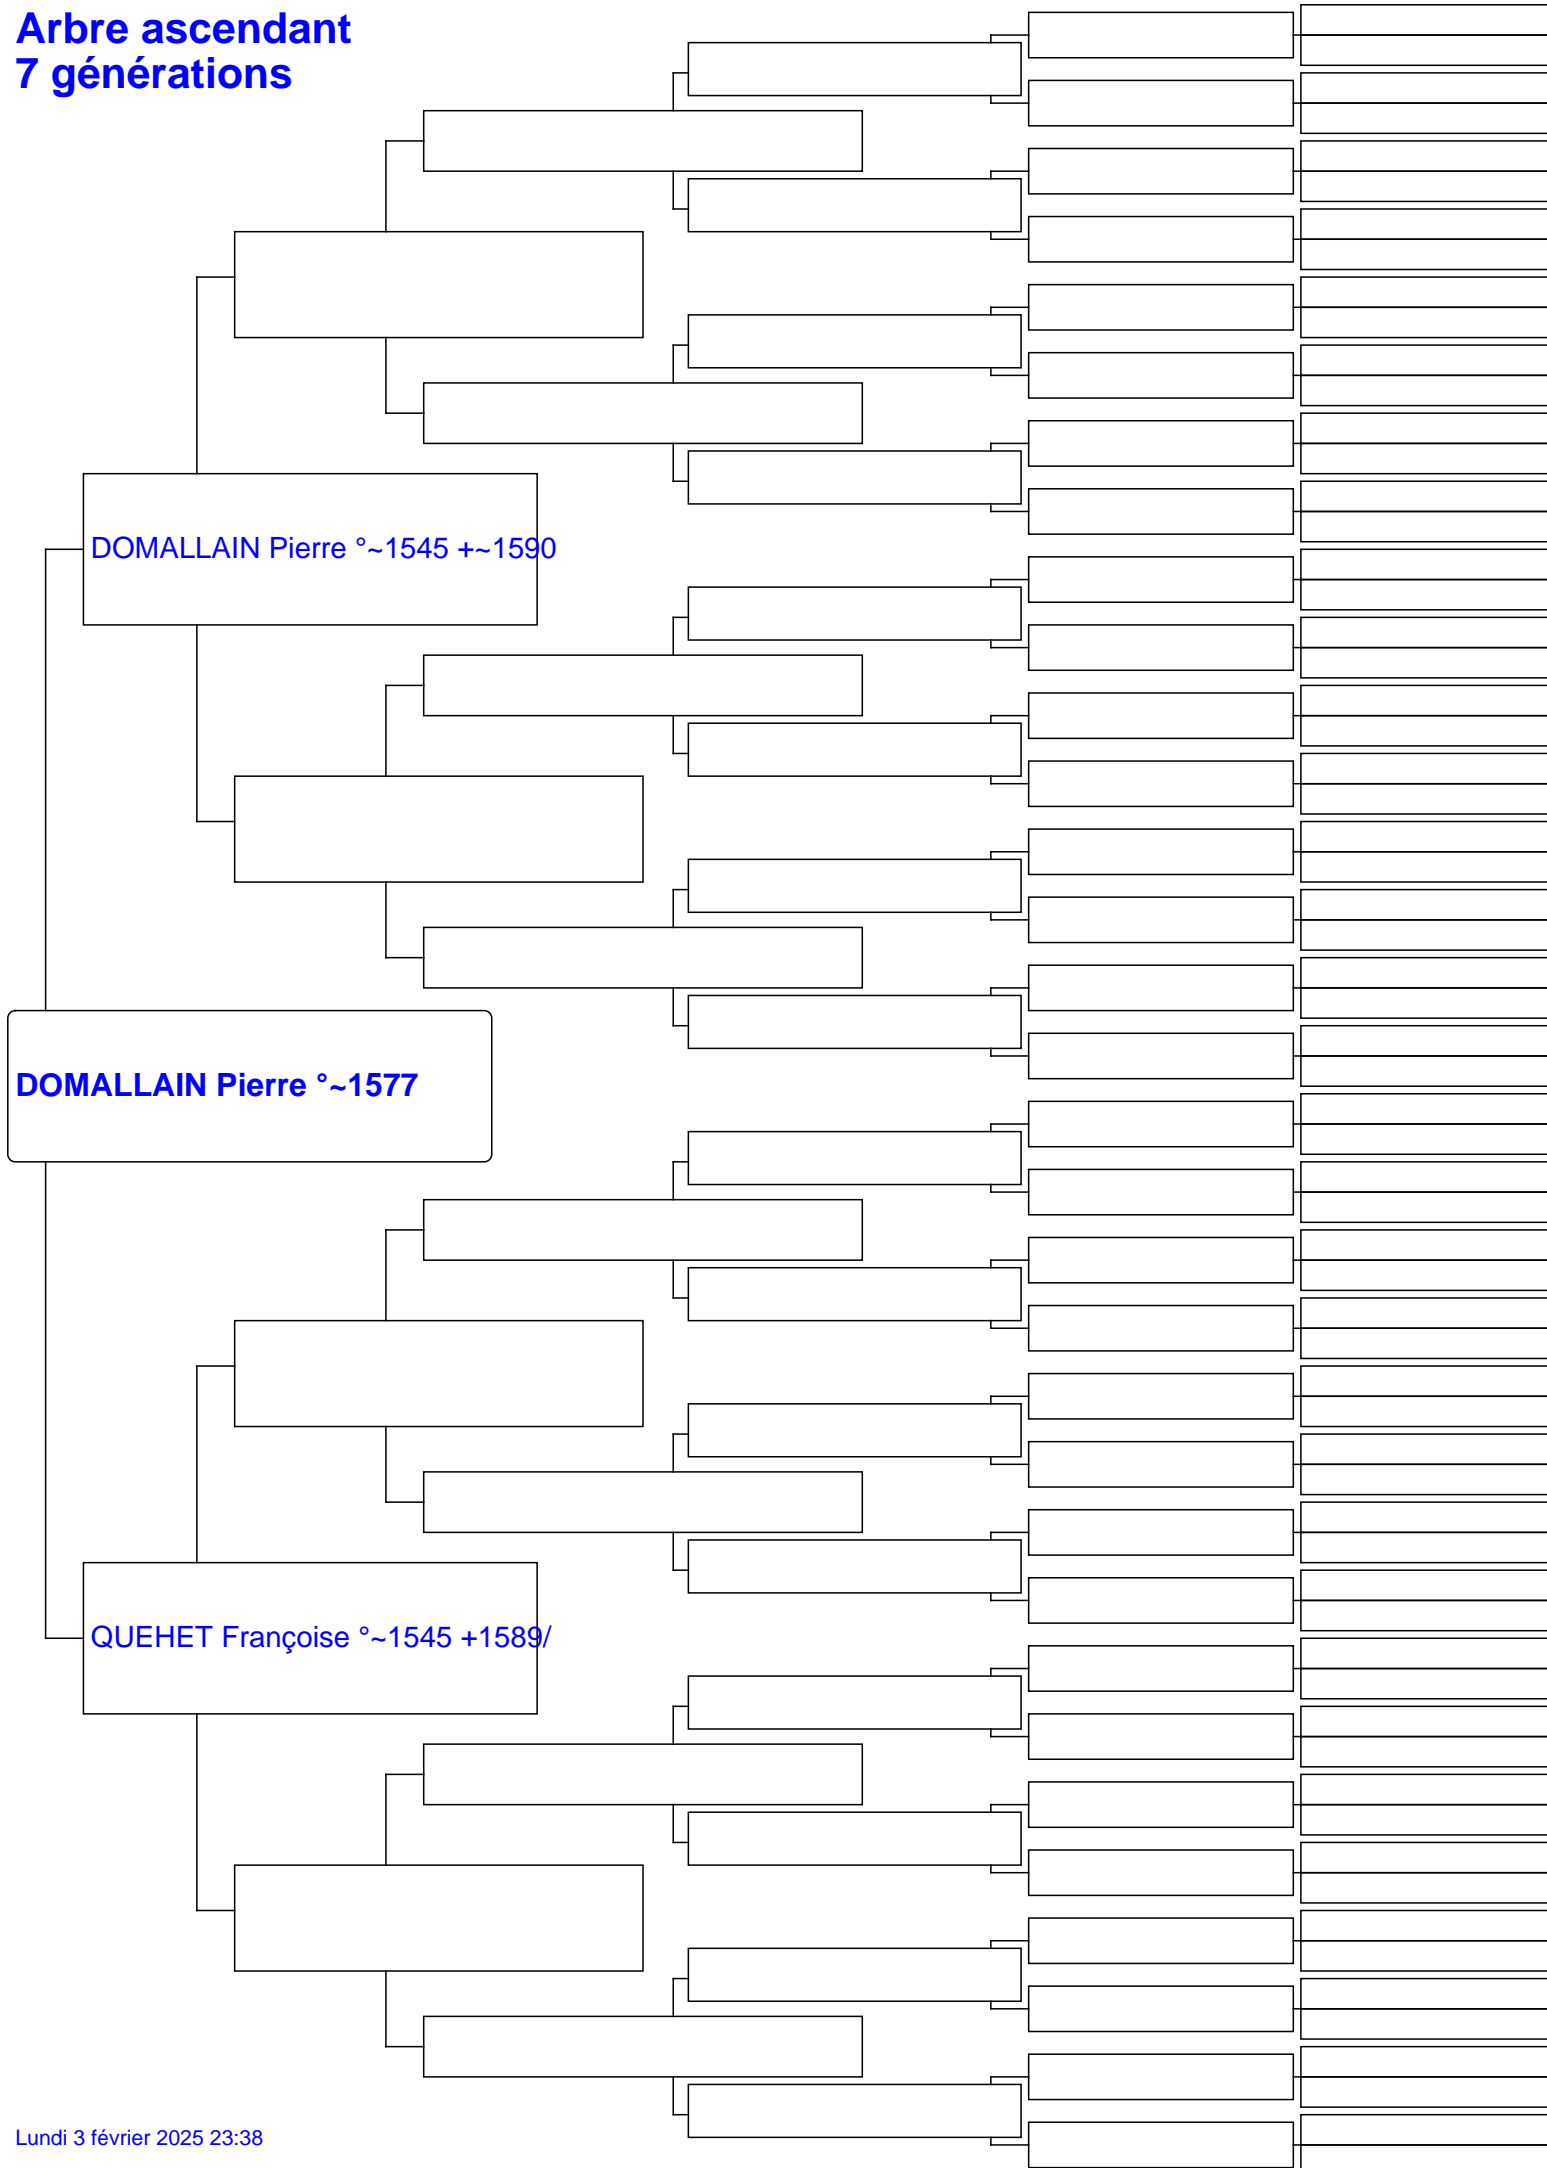 Arbre ascendant
7 générations
DOMALLAIN Pierre °~1545 +~1590
DOMALLAIN Pierre °~1577
QUEHET Françoise °~1545 +1589/
Lundi 3 février 2025 23:38